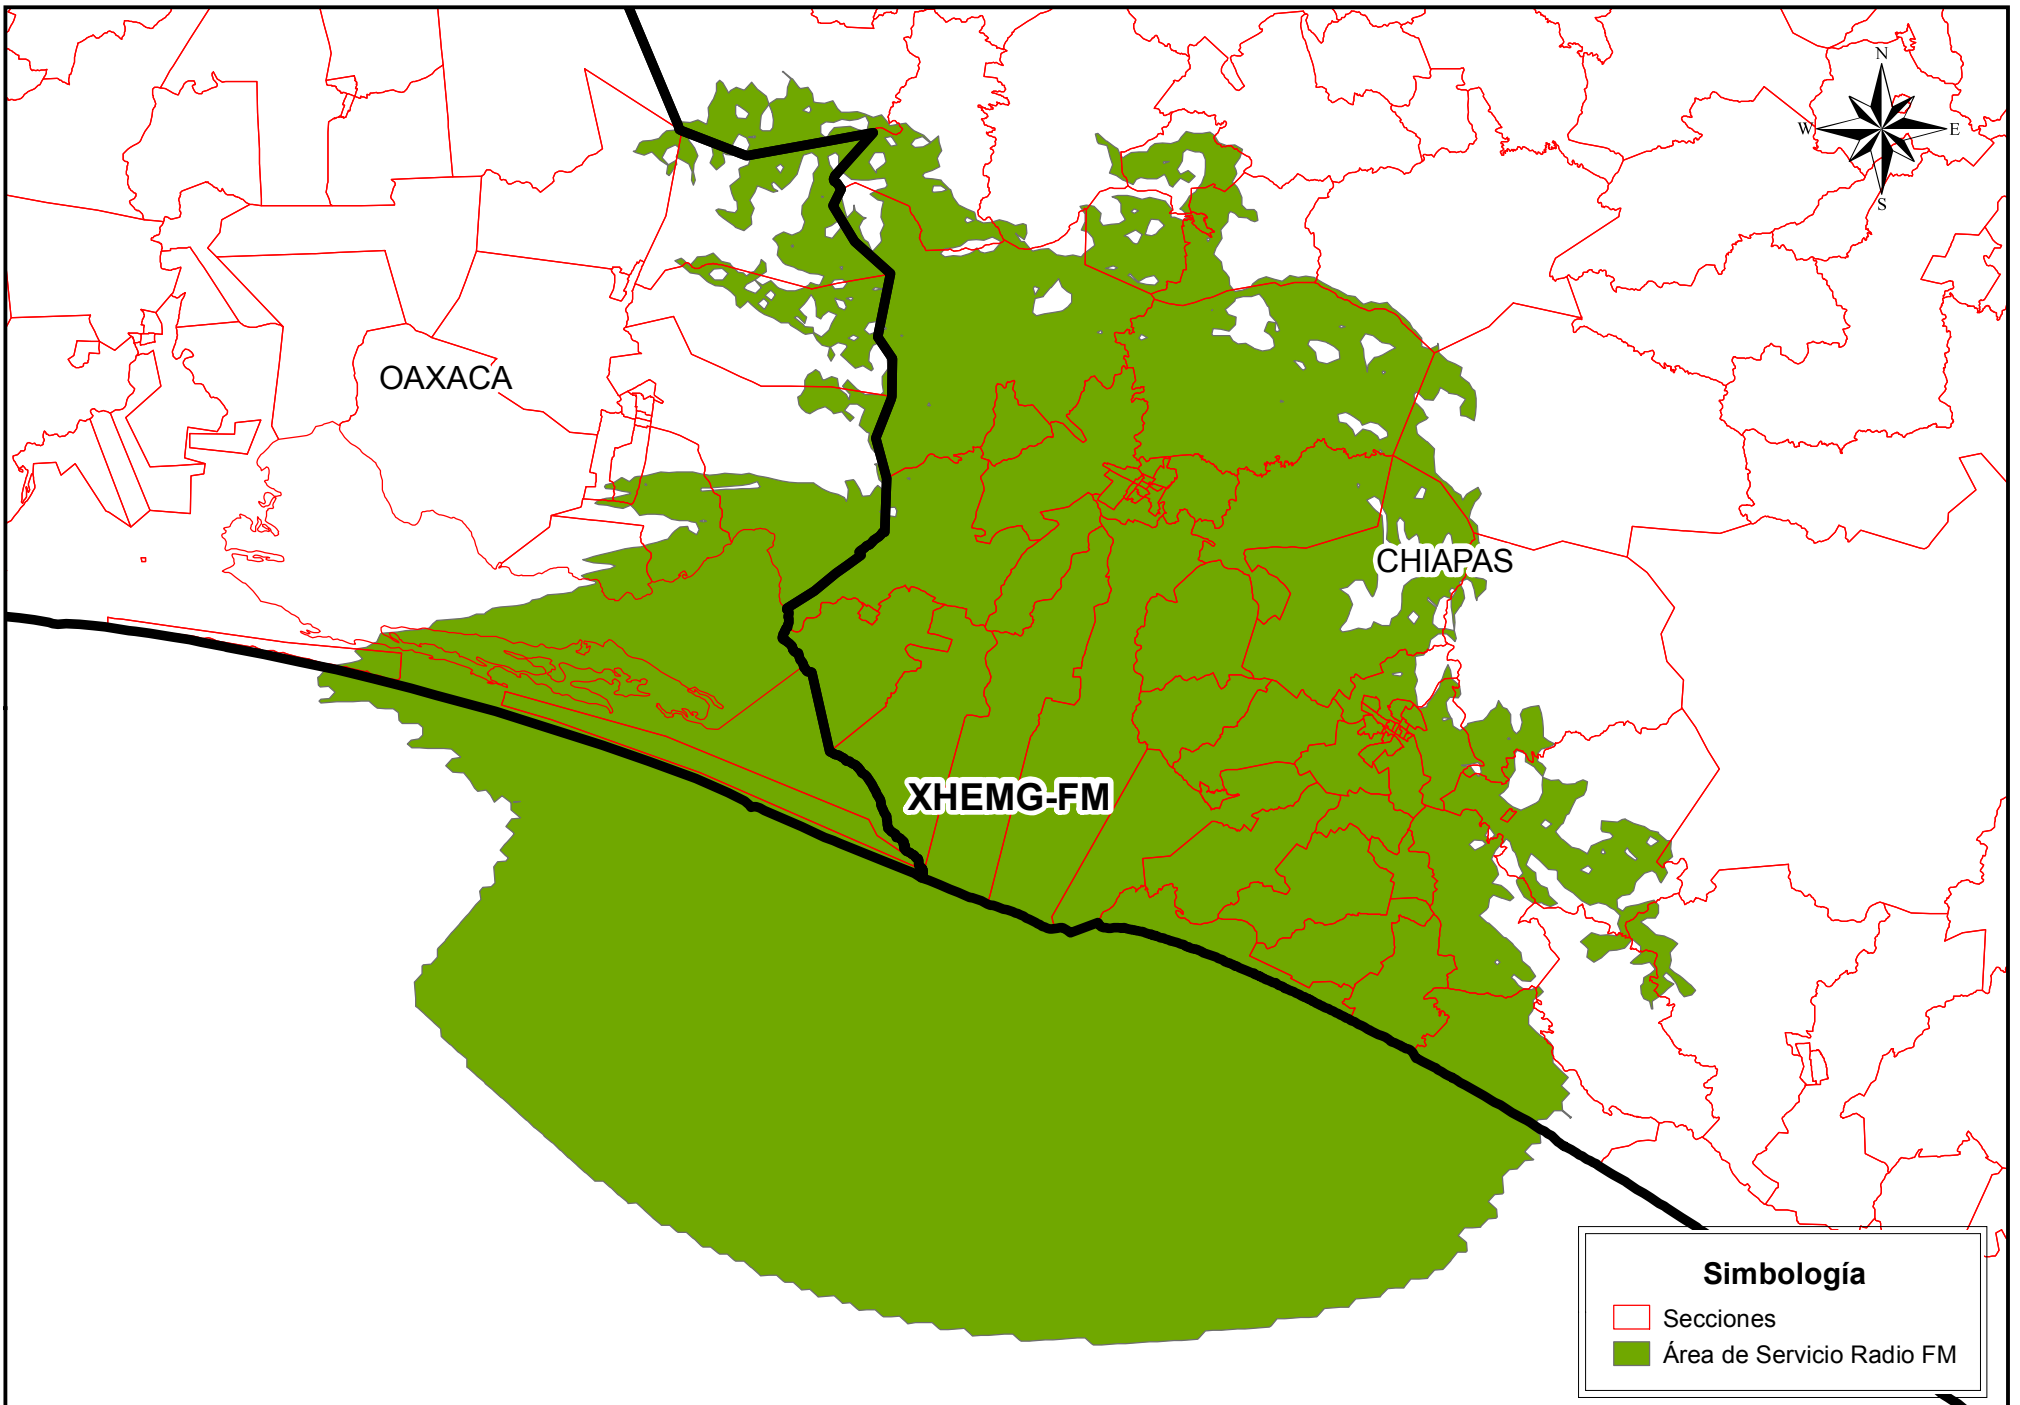 N
W
E
S
OAXACA
CHIAPAS
XHEMG-FM
Simbología
Secciones
Área de Servicio Radio FM